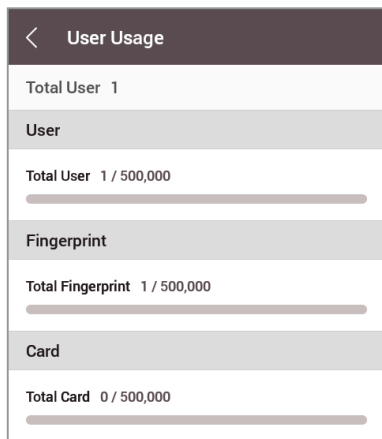 User Usage
Total User 1
User
Total User 1 / 500,000
Fingerprint
Total Fingerprint 1 / 500,000
Card
Total Card 0 / 500,000